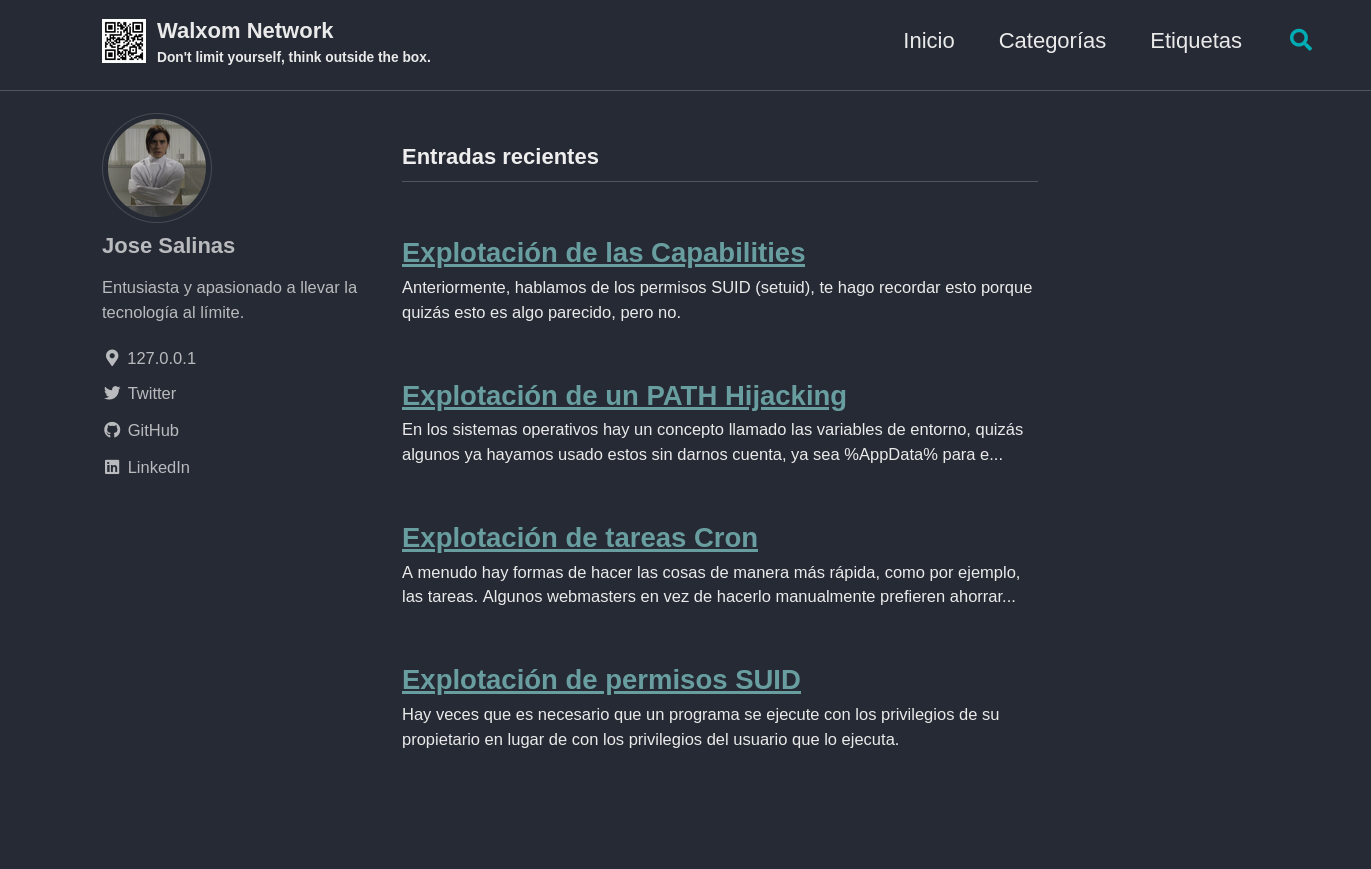 Walxom Network
Don't limit yourself, think outside the box.
Inicio
Categorías
Etiquetas
Jose Salinas
Entusiasta y apasionado a llevar la
tecnología al límite.
127.0.0.1
Twitter
GitHub
LinkedIn
Entradas recientes
Explotación de las Capabilities
Anteriormente, hablamos de los permisos SUID (setuid), te hago recordar esto porque
quizás esto es algo parecido, pero no.
Explotación de un PATH Hijacking
En los sistemas operativos hay un concepto llamado las variables de entorno, quizás
algunos ya hayamos usado estos sin darnos cuenta, ya sea %AppData% para e...
Explotación de tareas Cron
A menudo hay formas de hacer las cosas de manera más rápida, como por ejemplo,
las tareas. Algunos webmasters en vez de hacerlo manualmente prefieren ahorrar...
Explotación de permisos SUID
Hay veces que es necesario que un programa se ejecute con los privilegios de su
propietario en lugar de con los privilegios del usuario que lo ejecuta.